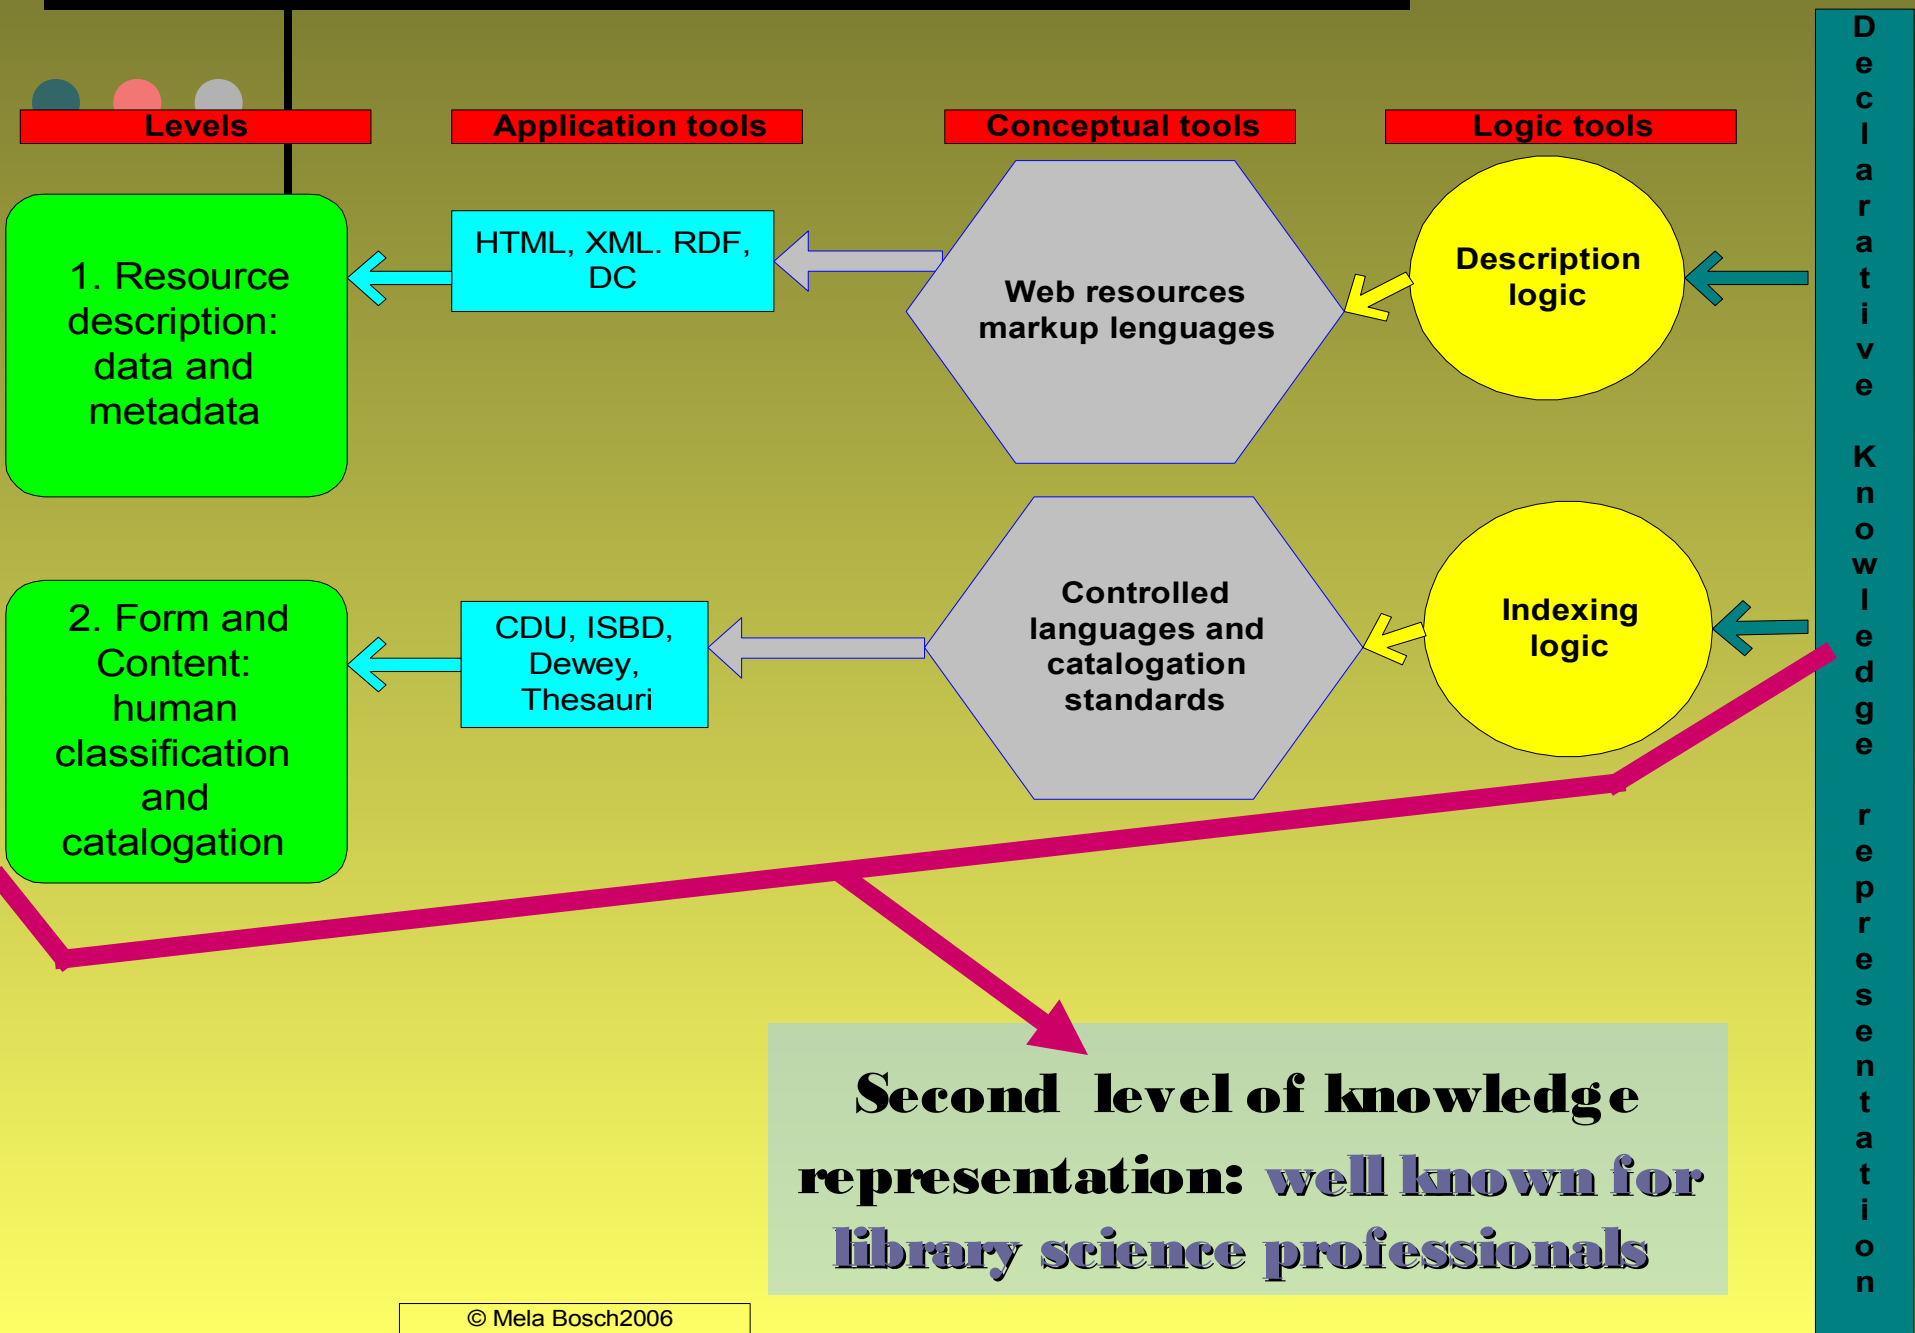 Levels
Application tools
Conceptual tools
Logic tools
1. Resource
description:
data and
metadata
HTML, XML. RDF,
DC
Web resources
markup lenguages
Description
logic
2. Form and
Content:
human
classification
and
catalogation
CDU, ISBD,
Dewey,
Thesauri
Controlled
languages and
catalogation
standards
Indexing
logic
Declarative Knowledge representation
Second level of knowledge
representation: well known for
library science professionals
© Mela Bosch2006